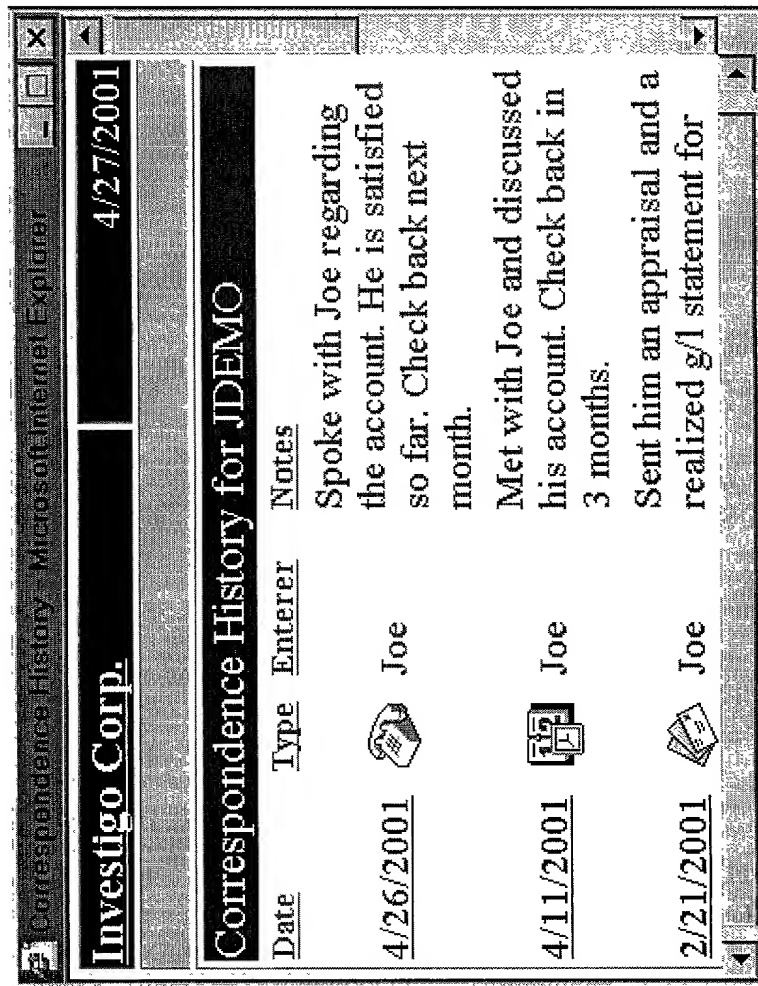 Correspondence History - Microsoft Internet Explorer
Investigo Corp. 4/27/2001
Correspondence History for JDEMO
Date Type Enterer Notes
4/26/2001 Joe Spoke with Joe regarding
the account. He is satisfied
so far. Check back next
month.
4/11/2001 Joe Met with Joe and discussed
his account. Check back in
3 months.
2/21/2001 Joe Sent him an appraisal and a
realized g/l statement for